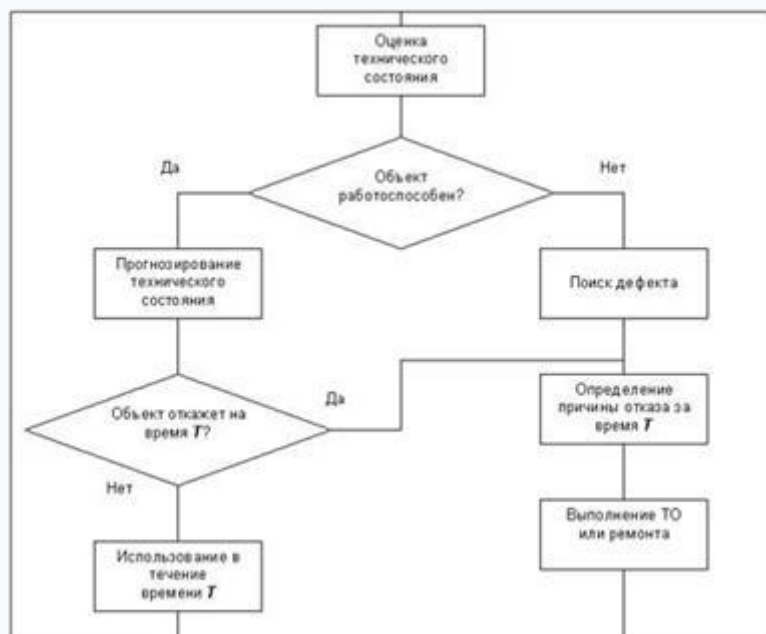 Оценка
технического
состояния
Да
Объект
работоспособен?
Нет
Прогнозирование
технического
состояния
Поиск дефекта
Объект откажет на
время T?
Да
Определение
причины отказа за
время T
Нет
Выполнение ТО
или ремонта
Использование в
течение
времени T